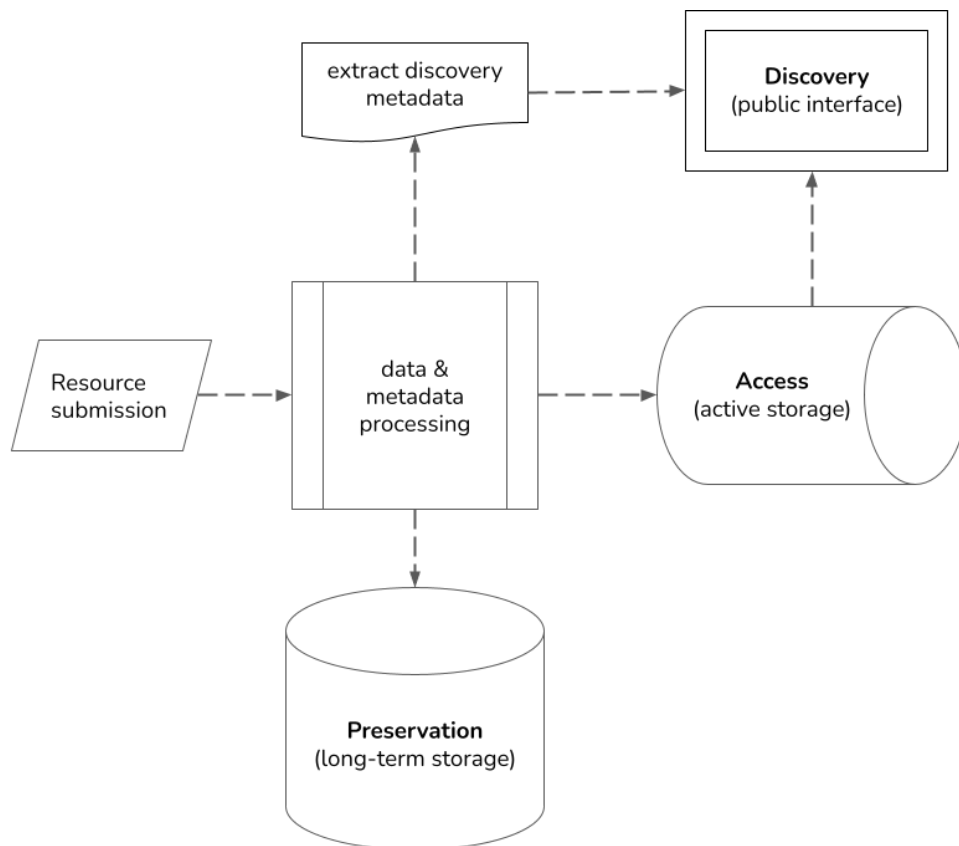 extract discovery
metadata
Discovery
(public interface)
Resource
submission
data &
metadata
processing
Access
(active storage)
Preservation
(long-term storage)